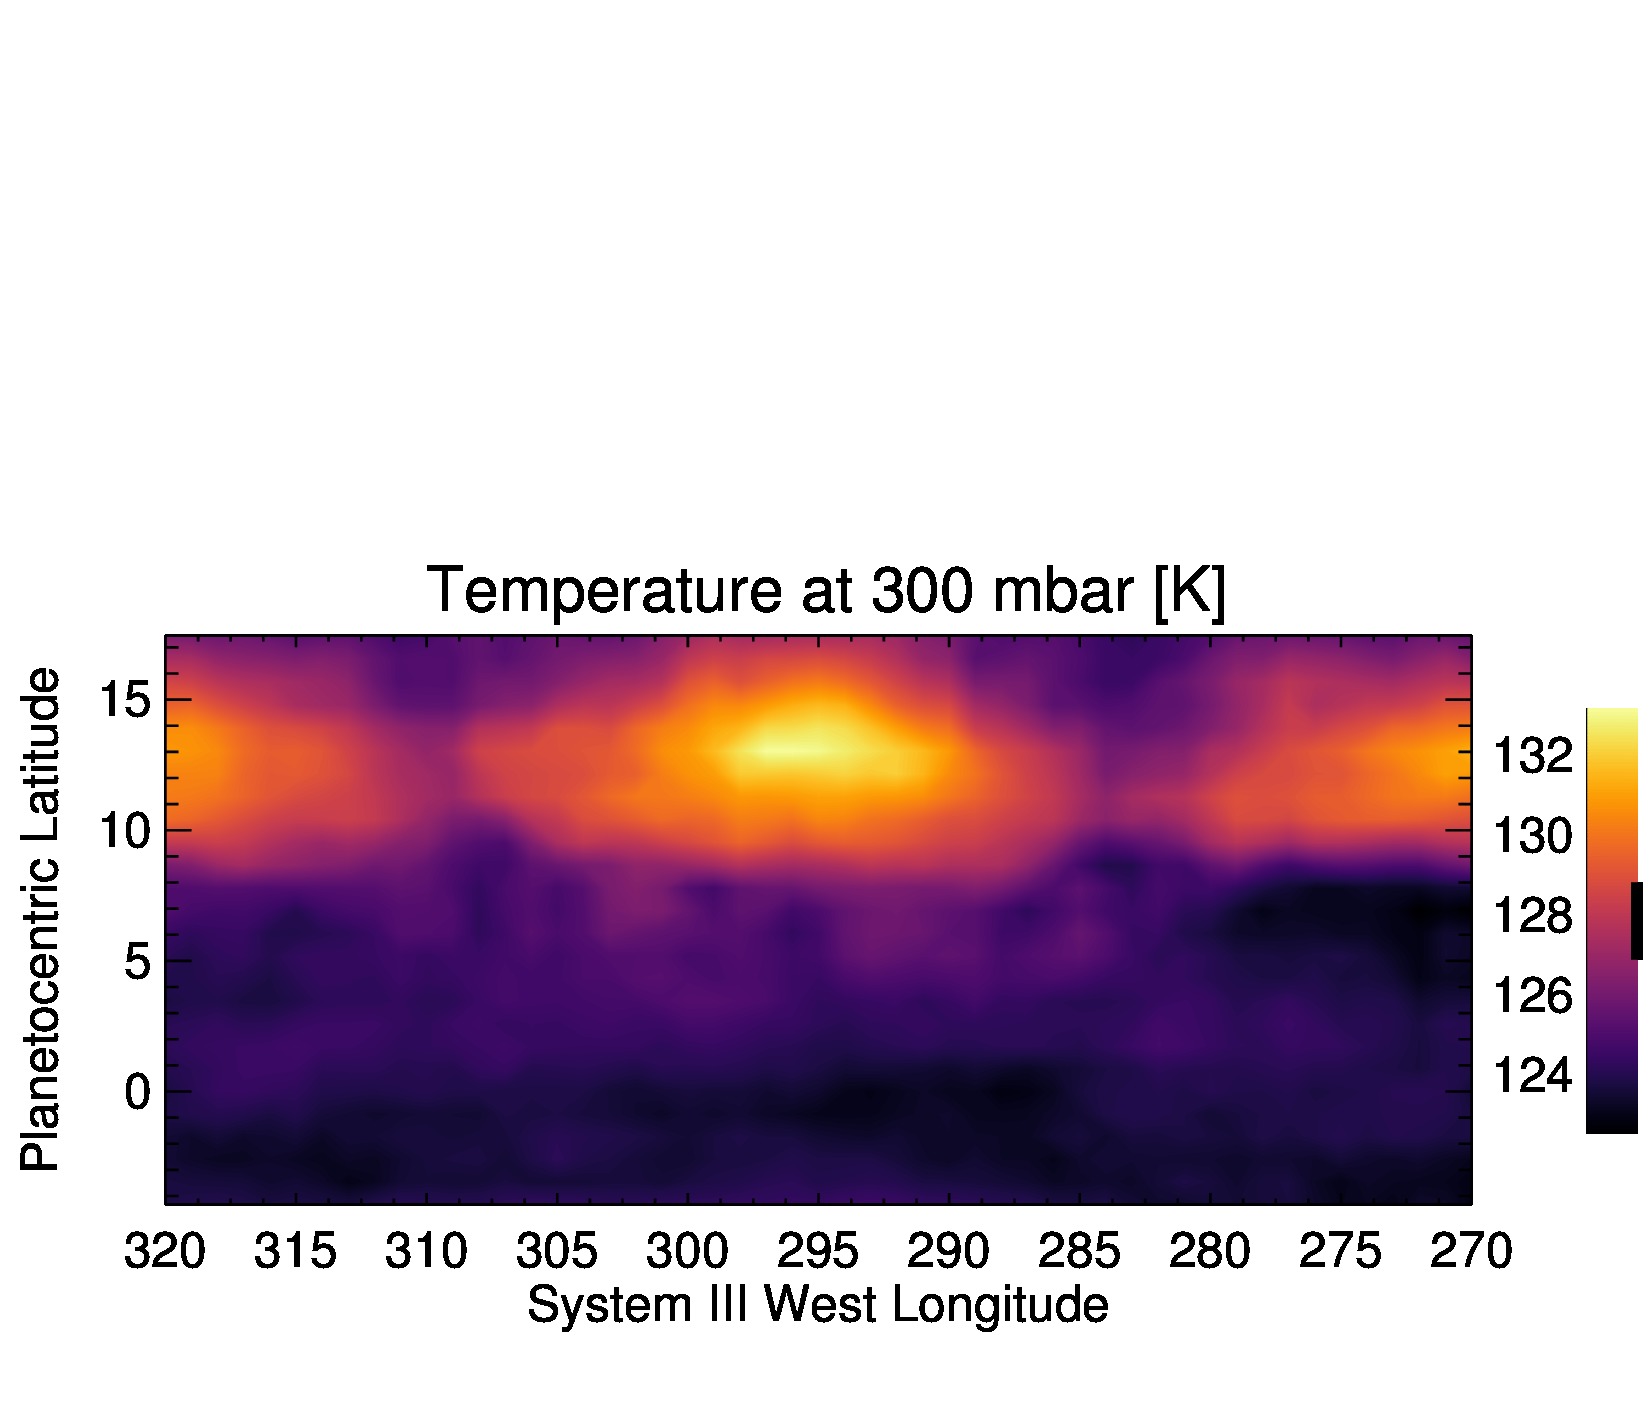 Temperature at 300 mbar [K]
Planetocentric Latitude
15
10
5
0
132
130
128
126
124
320 315 310 305 300 295 290 285 280 275 270
System III West Longitude